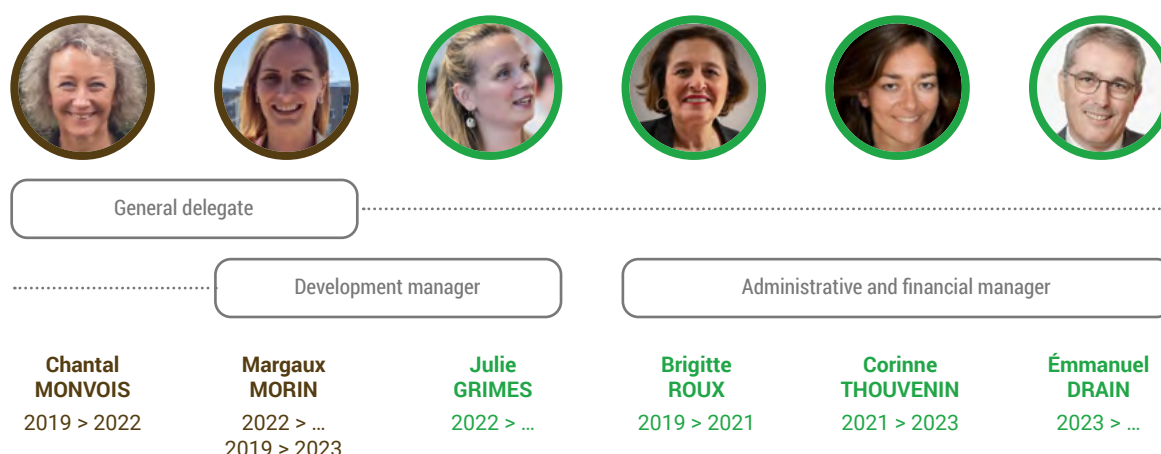 General delegate
Development manager
Administrative and financial manager
Chantal
MONVOIS
2019 > 2022
Margaux
MORIN
2022 > ...
2019 > 2023
Julie
GRIMES
2022 > ...
Brigitte
ROUX
2019 > 2021
Corinne
THOUVENIN
2021 > 2023
Émmanuel
DRAIN
2023 > ...